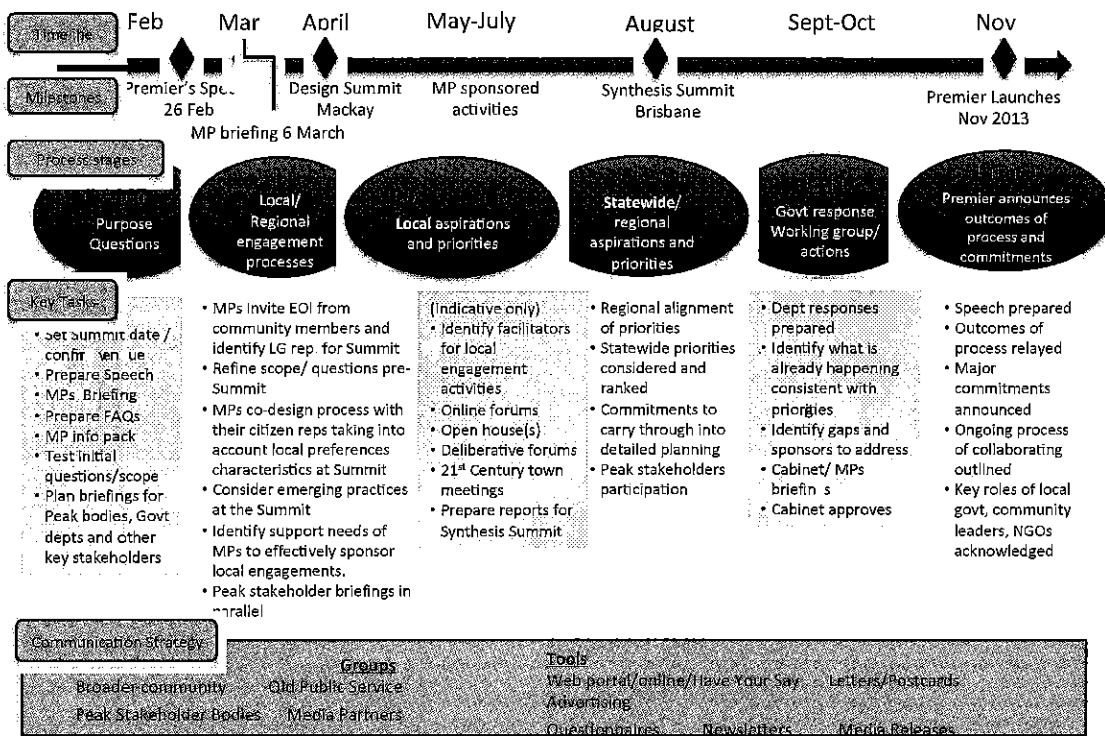 Feb Mar April May-July August Sept-Oct Nov
Milestones
Premier's
26 Feb
MP briefing 6 March
Design Summit
Mackay
MP sponsored
activities
Synthesis Summit
Brisbane
Premier Launches
Nov 2013
Process stages
Purpose
Questions
Local/
Regional
engagement
processes
Local aspirations
and priorities
Statewide/
regional
aspirations and
priorities
Govt response
Working group/
actions
Premier announces
outcomes of
process and
commitments
Key Tasks
• Set Summit date /
• Prepare Speech
• MPs Briefing
• Prepare FAQs
• MP info pack
• Test initial
questions/scope
• Plan briefings for
Peak bodies, Govt
depts and other
key stakeholders
• MPs Invite EOI from
community members and
identify LG rep. for Summit
• Refine scope/ questions pre-
Summit
• MPs co-design process with
their citizen reps taking into
account local preferences
characteristics at Summit
• Consider emerging practices
at the Summit
• Identify support needs of
MPs to effectively sponsor
local engagements.
• Peak stakeholder briefings in
(Indicative only)
• Identify facilitators
for local
engagement
activities
• Online forums
• Open house(s)
• Deliberative forums
• 21st Century town
meetings
• Prepare reports for
Synthesis Summit
• Regional alignment
of priorities
• Statewide priorities
considered and
ranked
• Commitments to
carry through into
detailed planning
• Peak stakeholders
participation
• Dept responses
prepared
• Identify what is
already happening
consistent with
priorities
• Identify gaps and
sponsors to address
• Cabinet/ MPs
• Cabinet approves
• Speech prepared
• Outcomes of
process relayed
• Major
commitments
announced
• Ongoing process
of collaborating
outlined
• Key roles of local
govt, community
leaders, NGOs
acknowledged
Communication Strategy
Groups
Broader community Qld Public Service
Peak Stakeholder Bodies Media Partners
Tools
Web portal/online/Have Your Say Letters/Postcards
Advertising
Questionnaires Newsletters Media Releases